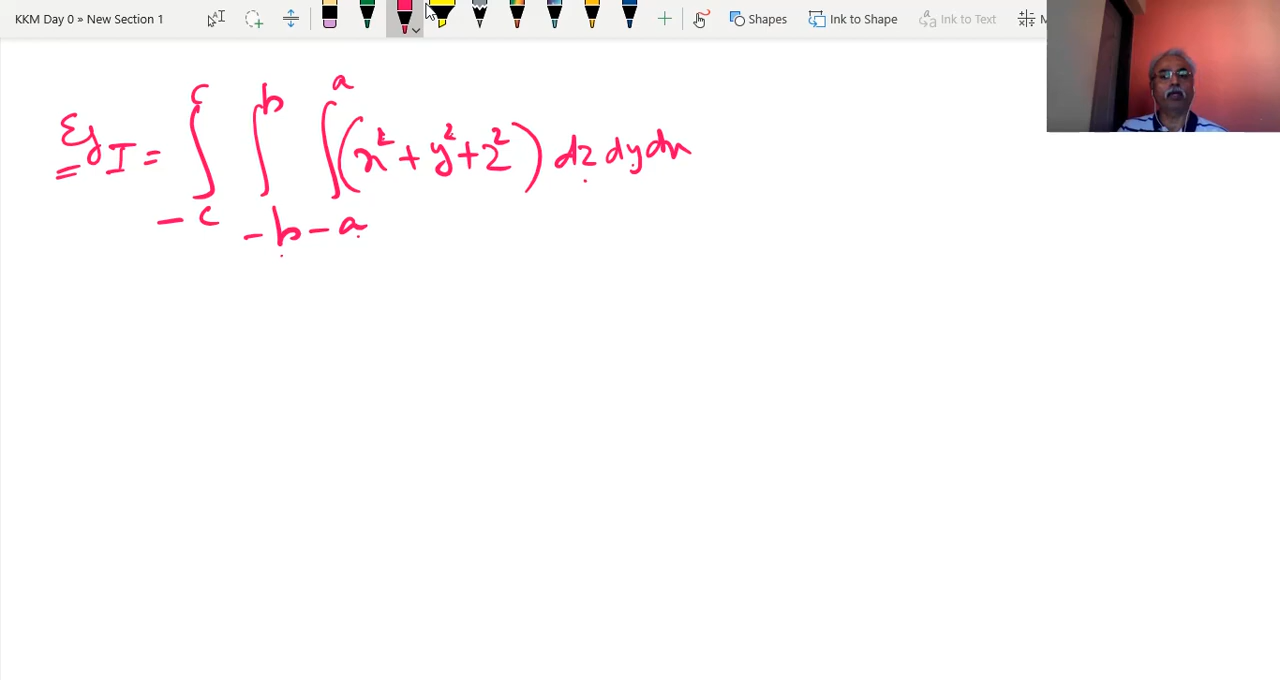 KKM Day 0 » New Section 1 Shapes Ink to Shape Ink to Text M
Eg I = ∫_{-c}^{c} ∫_{-b}^{b} ∫_{-a}^{a} (x² + y² + z²) dz dy dx